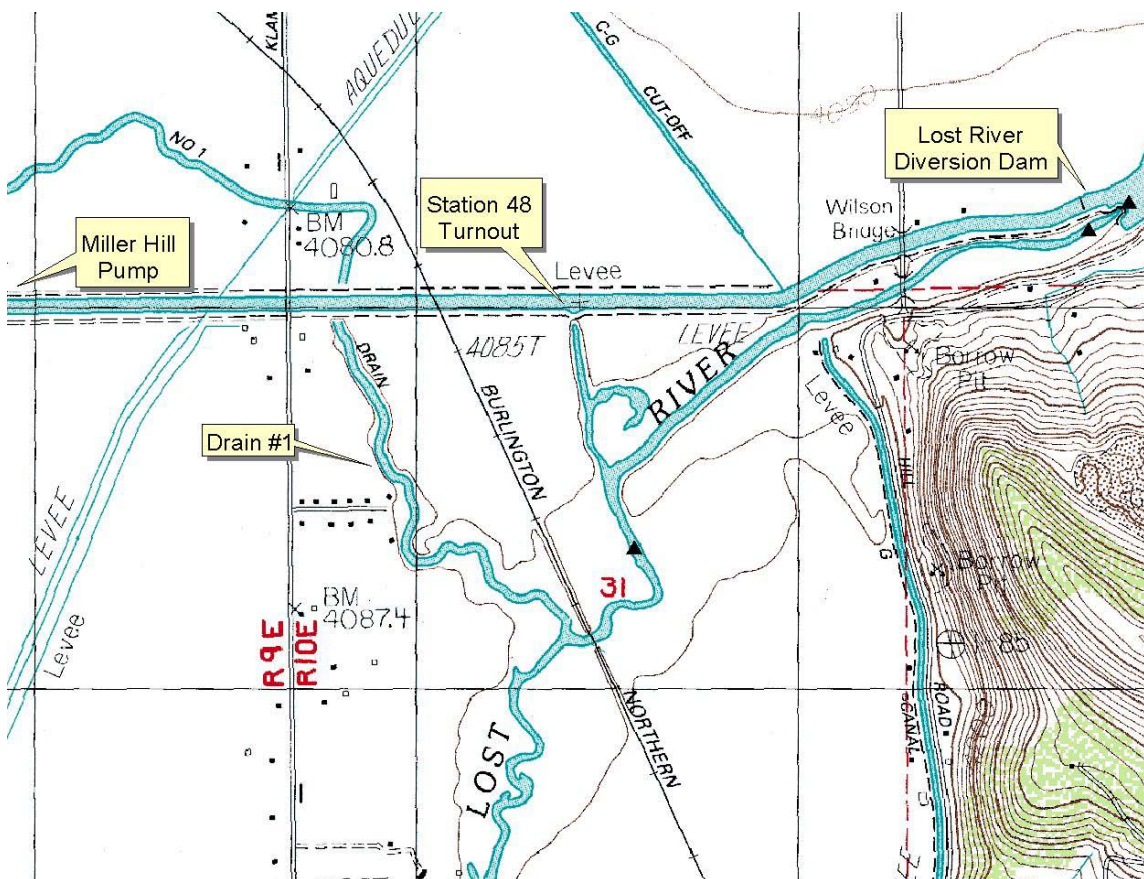 C-G
CUT-OFF
KLAM
AQUEDUC
4090
NO 1
Lost River
Diversion Dam
Station 48
Turnout
Wilson
Bridge
BM
4080.8
Miller Hill
Pump
Levee
4085T
LEVEE
RIVER
DRAIN
Borrow
Pit
Levee
BURLINGTON
Drain #1
HILL
LEVEE
G
Borrow
Pit
31
BM
4087.4
Levee
R9E
R10E
ROAD
CANAL
NORTHERN
LOST